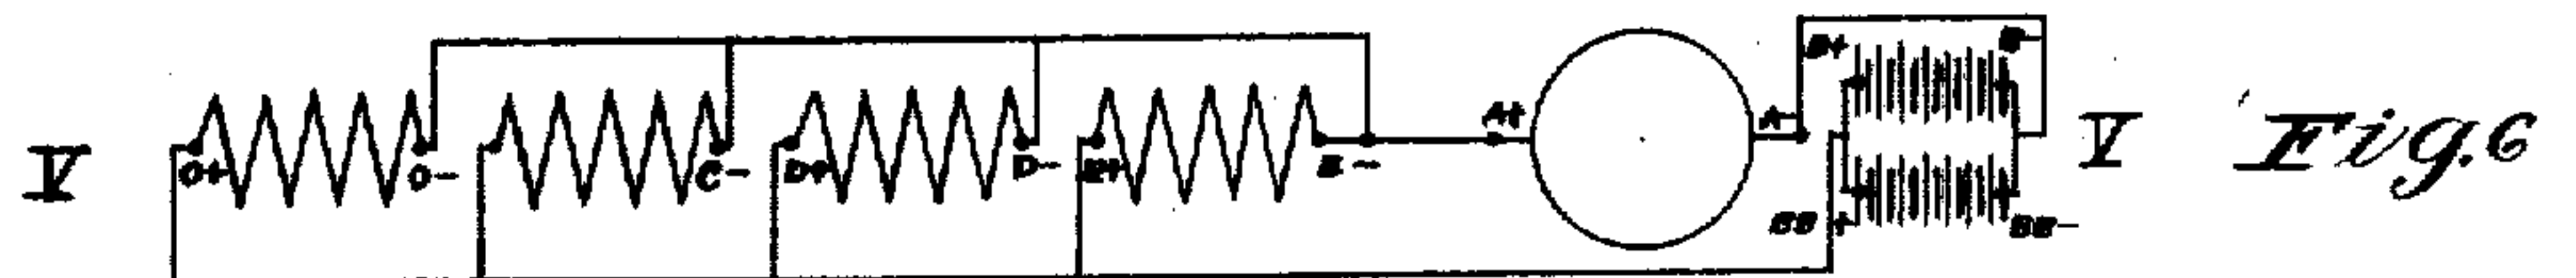 V O+ O- C- D+ D- E+ E- A+ A- B+ B- BB+ BB- V Fig.6